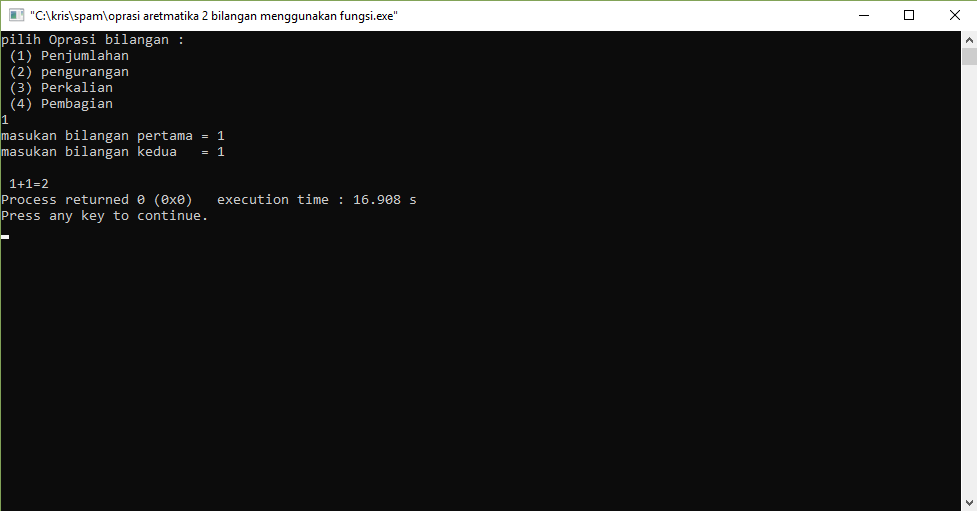 "C:\kris\spam\oprasi aretmatika 2 bilangan menggunakan fungsi.exe"
pilih Oprasi bilangan :
(1) Penjumlahan
(2) pengurangan
(3) Perkalian
(4) Pembagian
1
masukan bilangan pertama = 1
masukan bilangan kedua   = 1
1+1=2
Process returned 0 (0x0)   execution time : 16.908 s
Press any key to continue.